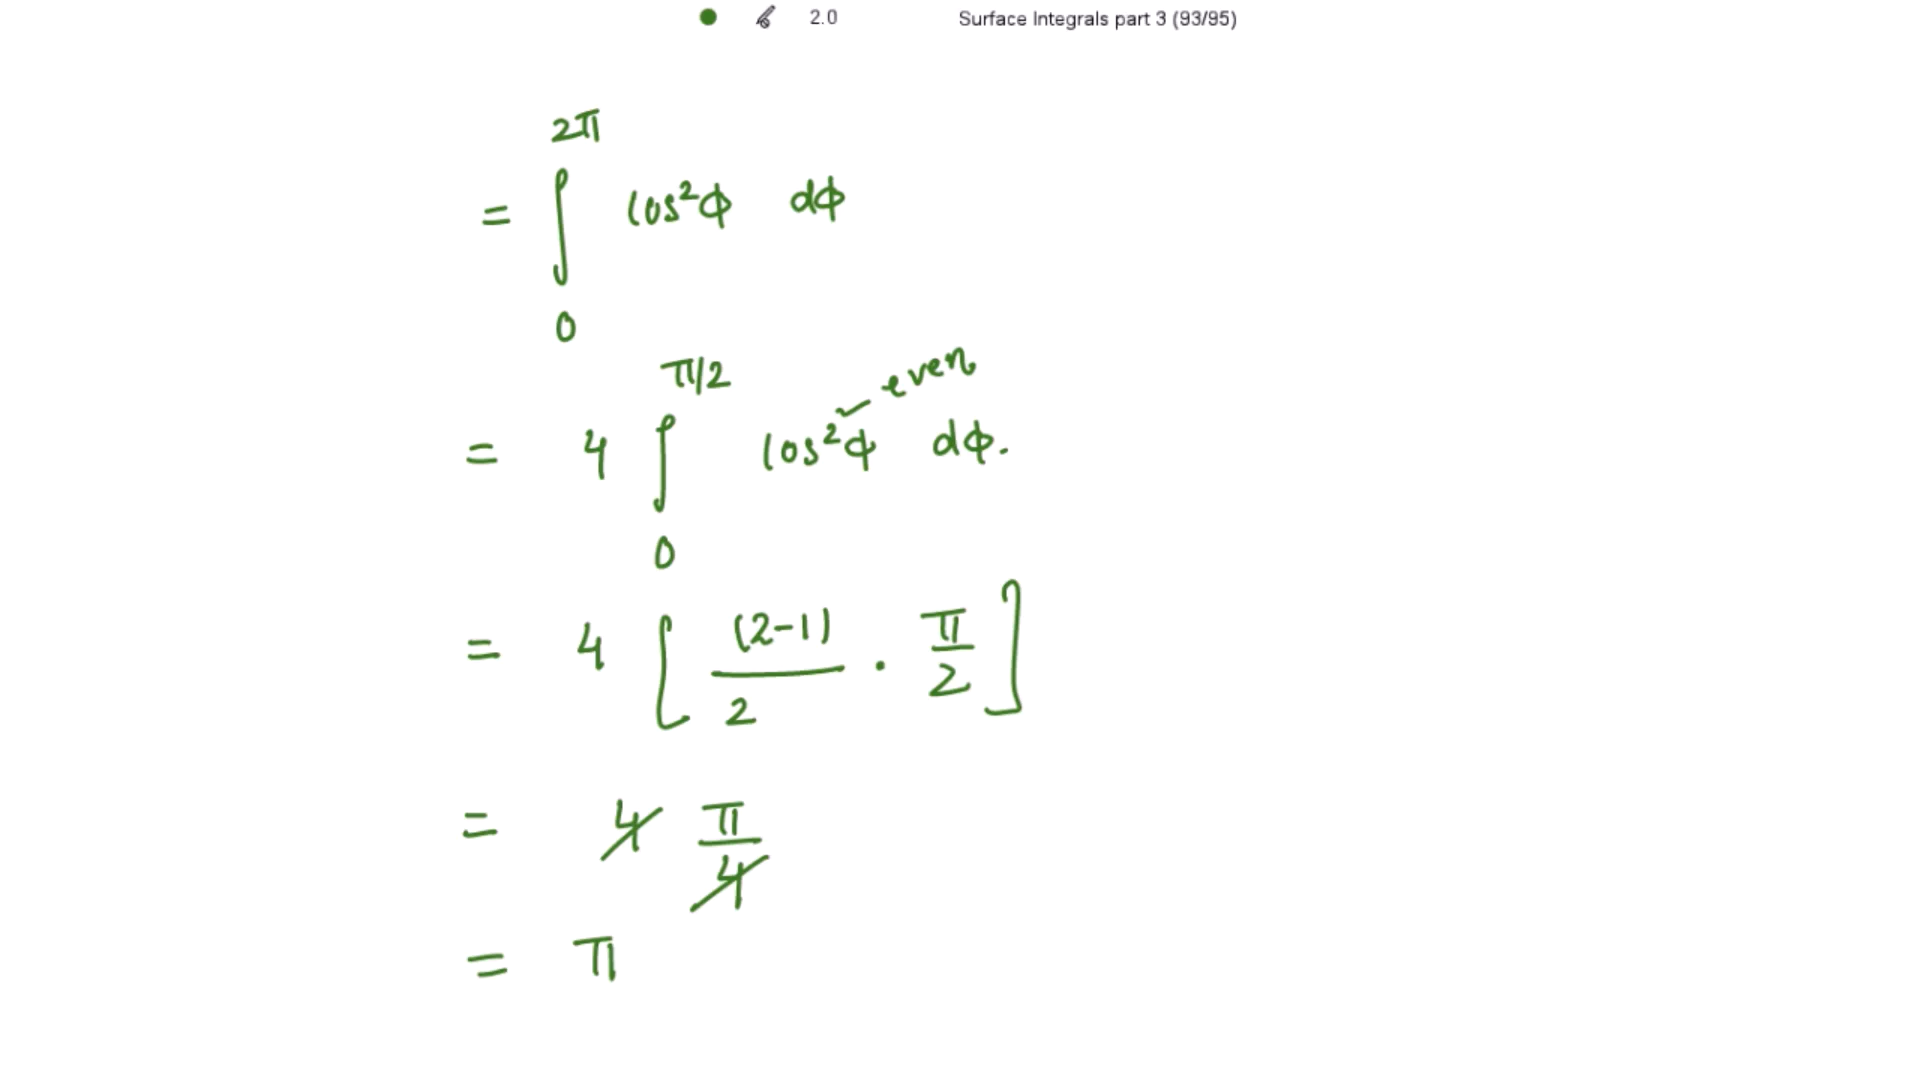 2.0 Surface Integrals part 3 (93/95)
= ∫₀^{2π} cos²φ dφ
= 4 ∫₀^{π/2} cos²φ dφ. even
= 4 [ (2-1)/2 · π/2 ]
= 4 π/4
= π